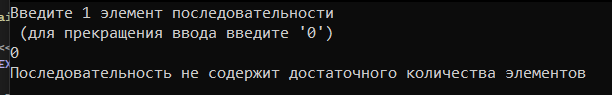 Введите 1 элемент последовательности
(для прекращения ввода введите '0')
0
Последовательность не содержит достаточного количества элементов